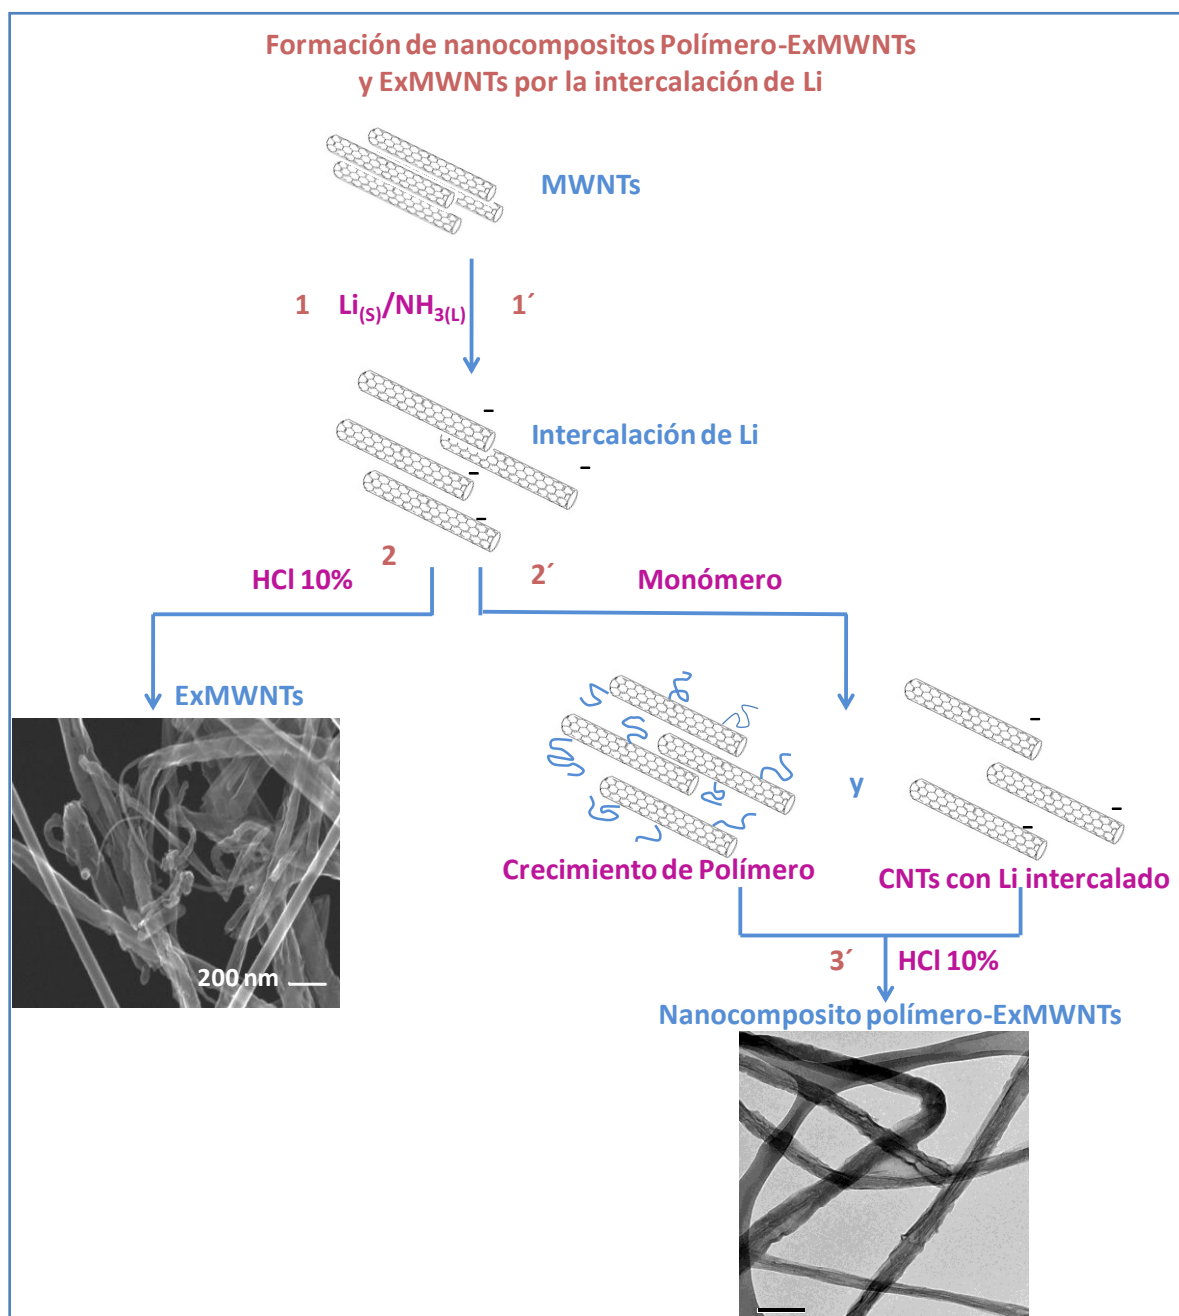 Formación de nanocompositos Polímero-ExMWNTs
y ExMWNTs por la intercalación de Li
MWNTs
1 Li(S)/NH3(L) 1´
Intercalación de Li
2
HCl 10%
2´ Monómero
ExMWNTs
y
Crecimiento de Polímero
CNTs con Li intercalado
200 nm
3´ HCl 10%
Nanocomposito polímero-ExMWNTs